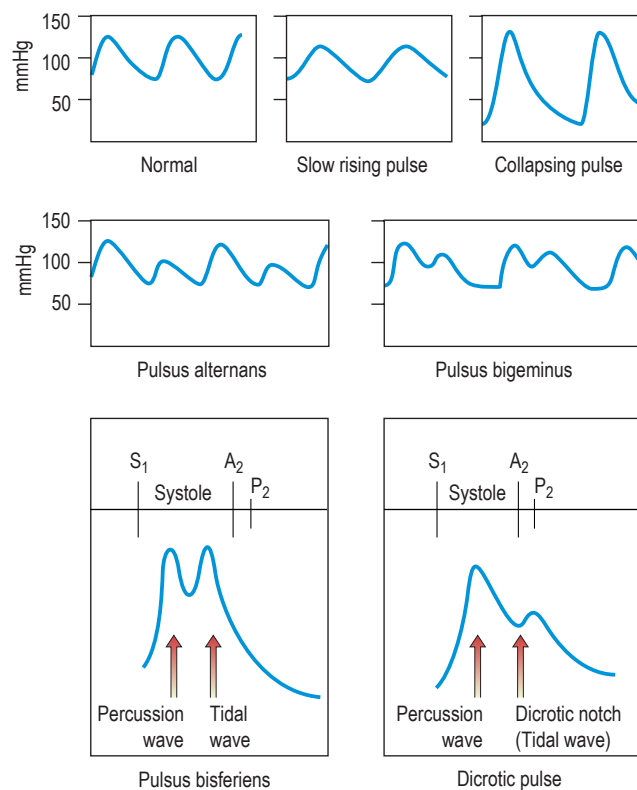 mmHg
150
100
50
Normal
Slow rising pulse
Collapsing pulse
mmHg
150
100
50
Pulsus alternans
Pulsus bigeminus
S1
A2
P2
Systole
Percussion
wave
Tidal
wave
Pulsus bisferiens
S1
A2
P2
Systole
Percussion
wave
Dicrotic notch
(Tidal wave)
Dicrotic pulse